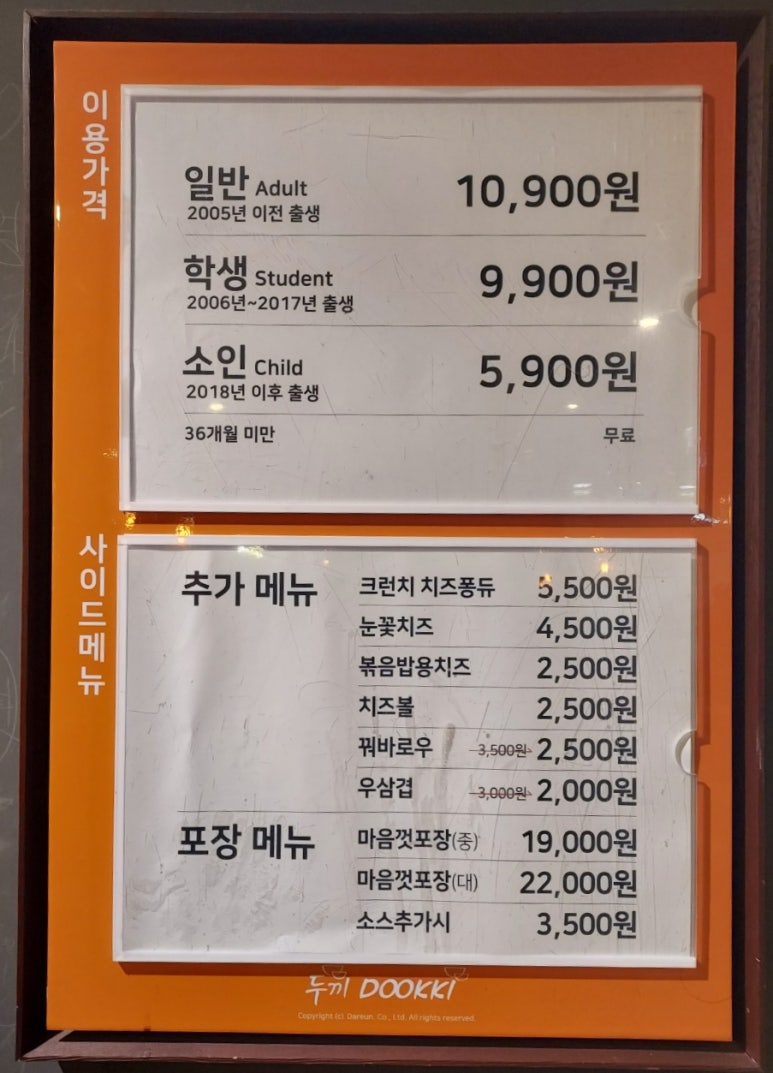 이용가격
일반 Adult 10,900원
2005년 이전 출생
학생 Student 9,900원
2006년~2017년 출생
소인 Child 5,900원
2018년 이후 출생
36개월 미만 무료
사이드메뉴
추가 메뉴 크런치 치즈퐁듀 5,500원
눈꽃치즈 4,500원
볶음밥용치즈 2,500원
치즈볼 2,500원
꿔바로우 3,500원 2,500원
우삼겹 3,000원 2,000원
포장 메뉴 마음껏포장(중) 19,000원
마음껏포장(대) 22,000원
소스추가시 3,500원
두끼 DOOKKI
Copyright (c) Dareun. Co., Ltd. All rights reserved.